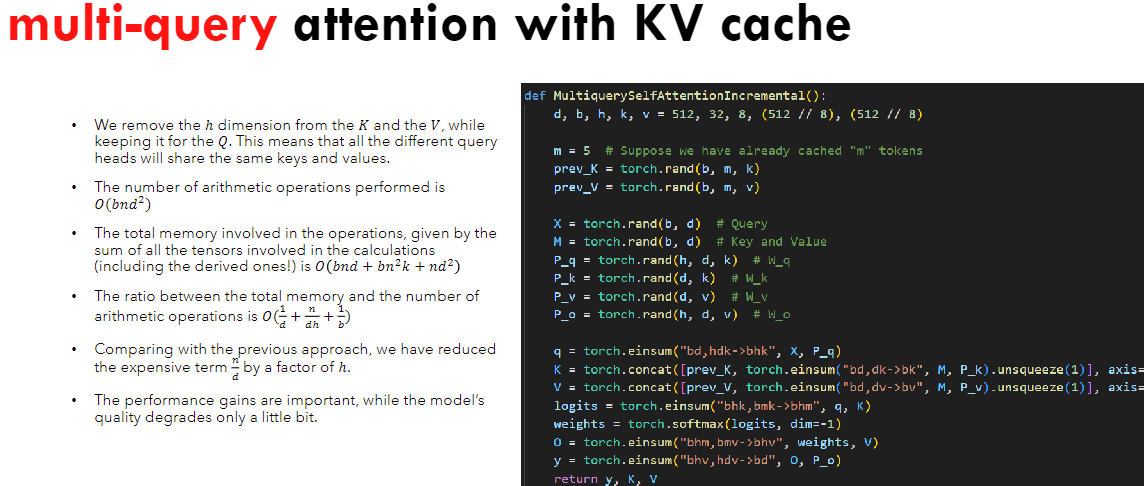 multi-query attention with KV cache
• We remove the h dimension from the K and the V, while
keeping it for the Q. This means that all the different query
heads will share the same keys and values.
• The number of arithmetic operations performed is
O(bnd²)
• The total memory involved in the operations, given by the
sum of all the tensors involved in the calculations
(including the derived ones!) is O(bnd + bn²k + nd²)
• The ratio between the total memory and the number of
arithmetic operations is O(1/d + n/dh + 1/b)
• Comparing with the previous approach, we have reduced
the expensive term n/d by a factor of h.
• The performance gains are important, while the model's
quality degrades only a little bit.
def MultiquerySelfAttentionIncremental():
d, b, h, k, v = 512, 32, 8, (512 // 8), (512 // 8)
m = 5 # Suppose we have already cached "m" tokens
prev_K = torch.rand(b, m, k)
prev_V = torch.rand(b, m, v)
X = torch.rand(b, d) # Query
M = torch.rand(b, d) # Key and Value
P_q = torch.rand(h, d, k) # W_q
P_k = torch.rand(d, k) # W_k
P_v = torch.rand(d, v) # W_v
P_o = torch.rand(h, d, v) # W_o
q = torch.einsum("bd,hdk->bhk", X, P_q)
K = torch.concat([prev_K, torch.einsum("bd,dk->bk", M, P_k).unsqueeze(1)], axis=
V = torch.concat([prev_V, torch.einsum("bd,dv->bv", M, P_v).unsqueeze(1)], axis=
logits = torch.einsum("bhk,bmk->bhm", q, K)
weights = torch.softmax(logits, dim=-1)
O = torch.einsum("bhm,bmv->bhv", weights, V)
y = torch.einsum("bhv,hdv->bd", O, P_o)
return y, K, V